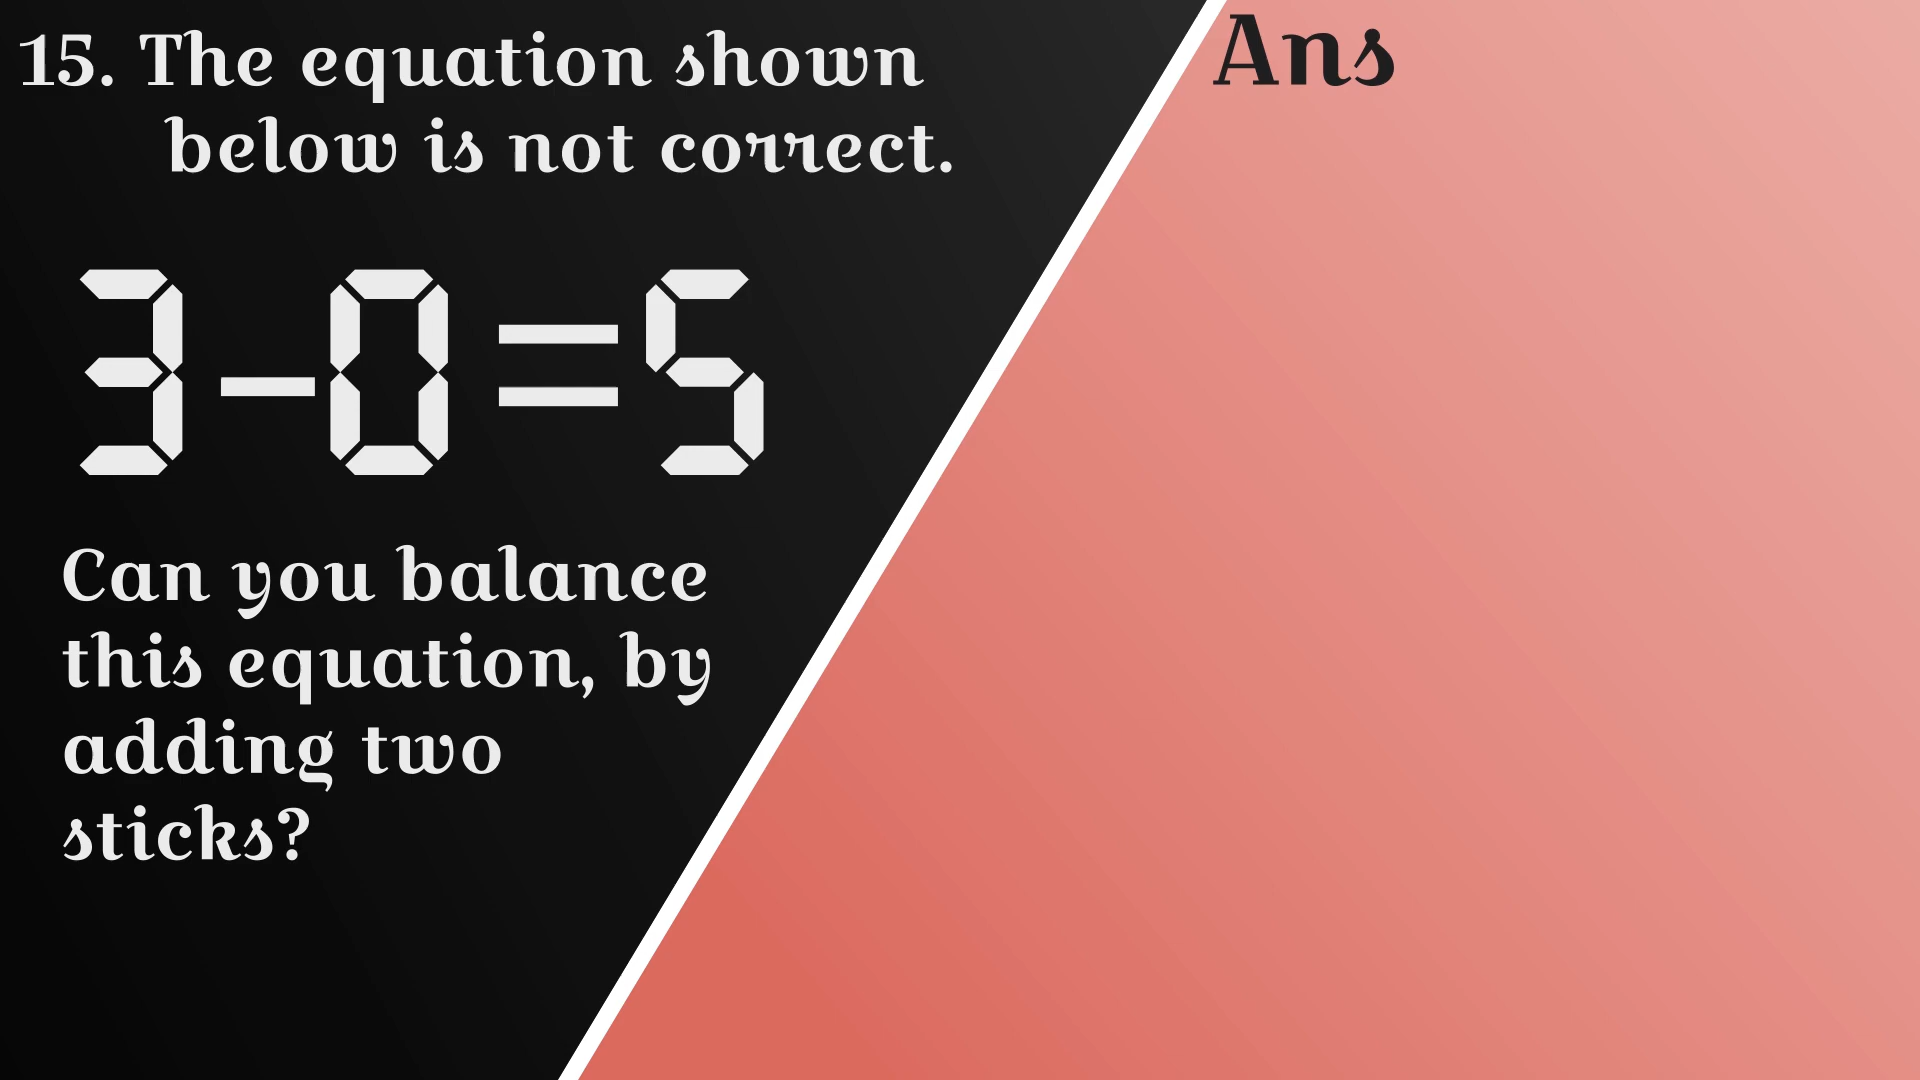 15. The equation shown
below is not correct.
Ans
3-0=5
Can you balance
this equation, by
adding two
sticks?